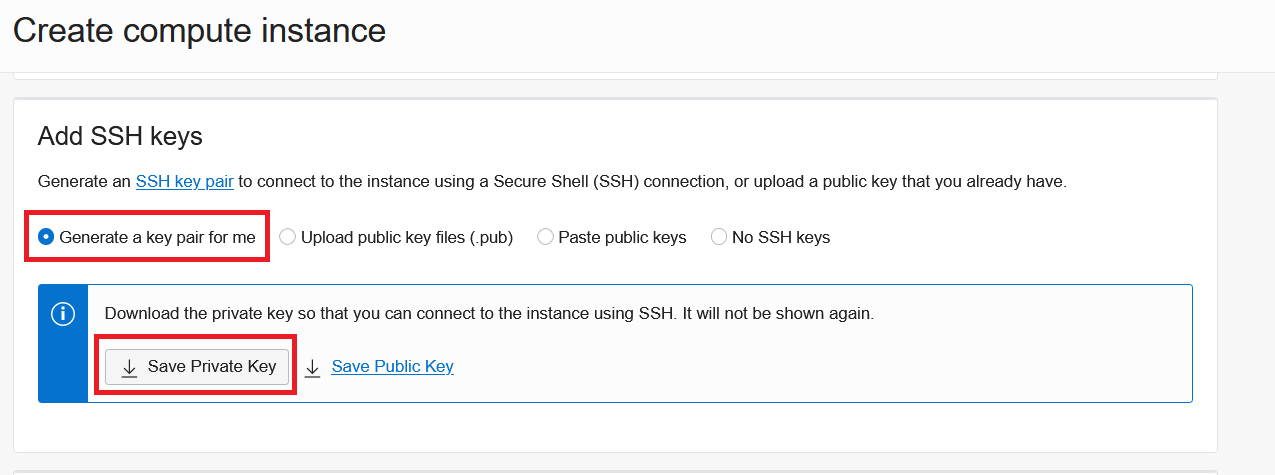 Create compute instance
Add SSH keys
Generate an SSH key pair to connect to the instance using a Secure Shell (SSH) connection, or upload a public key that you already have.
Generate a key pair for me Upload public key files (.pub) Paste public keys No SSH keys
Download the private key so that you can connect to the instance using SSH. It will not be shown again.
Save Private Key Save Public Key